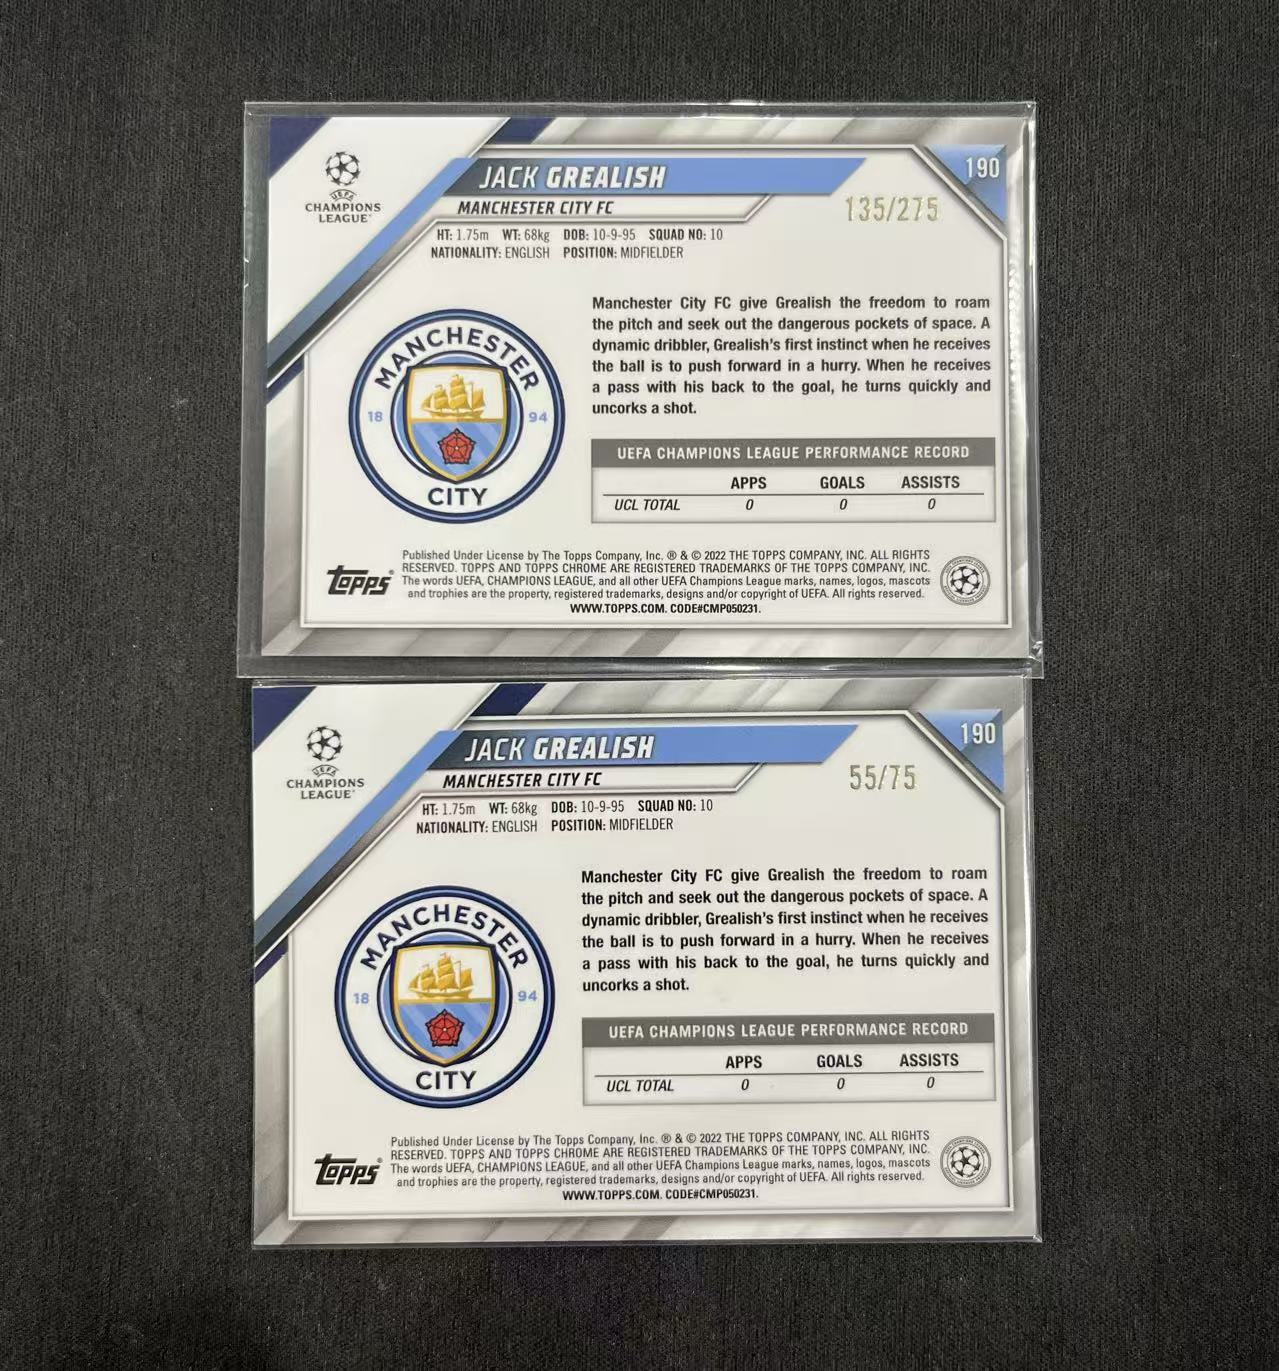 190
JACK GREALISH
MANCHESTER CITY FC
135/275
UEFA
CHAMPIONS
LEAGUE
HT: 1.75m WT: 68kg DOB: 10-9-95 SQUAD NO: 10
NATIONALITY: ENGLISH POSITION: MIDFIELDER
Manchester City FC give Grealish the freedom to roam
the pitch and seek out the dangerous pockets of space. A
dynamic dribbler, Grealish's first instinct when he receives
the ball is to push forward in a hurry. When he receives
a pass with his back to the goal, he turns quickly and
uncorks a shot.
MANCHESTER
18 94
CITY
UEFA CHAMPIONS LEAGUE PERFORMANCE RECORD
APPS GOALS ASSISTS
UCL TOTAL 0 0 0
Topps
Published Under License by The Topps Company, Inc. ® & © 2022 THE TOPPS COMPANY, INC. ALL RIGHTS
RESERVED. TOPPS AND TOPPS CHROME ARE REGISTERED TRADEMARKS OF THE TOPPS COMPANY, INC.
The words UEFA, CHAMPIONS LEAGUE, and all other UEFA Champions League marks, names, logos, mascots
and trophies are the property, registered trademarks, designs and/or copyright of UEFA. All rights reserved.
WWW.TOPPS.COM. CODE#CMP050231.
190
JACK GREALISH
MANCHESTER CITY FC
55/75
UEFA
CHAMPIONS
LEAGUE
HT: 1.75m WT: 68kg DOB: 10-9-95 SQUAD NO: 10
NATIONALITY: ENGLISH POSITION: MIDFIELDER
Manchester City FC give Grealish the freedom to roam
the pitch and seek out the dangerous pockets of space. A
dynamic dribbler, Grealish's first instinct when he receives
the ball is to push forward in a hurry. When he receives
a pass with his back to the goal, he turns quickly and
uncorks a shot.
MANCHESTER
18 94
CITY
UEFA CHAMPIONS LEAGUE PERFORMANCE RECORD
APPS GOALS ASSISTS
UCL TOTAL 0 0 0
Topps®
Published Under License by The Topps Company, Inc. ® & © 2022 THE TOPPS COMPANY, INC. ALL RIGHTS
RESERVED. TOPPS AND TOPPS CHROME ARE REGISTERED TRADEMARKS OF THE TOPPS COMPANY, INC.
The words UEFA, CHAMPIONS LEAGUE, and all other UEFA Champions League marks, names, logos, mascots
and trophies are the property, registered trademarks, designs and/or copyright of UEFA. All rights reserved.
WWW.TOPPS.COM. CODE#CMP050231.